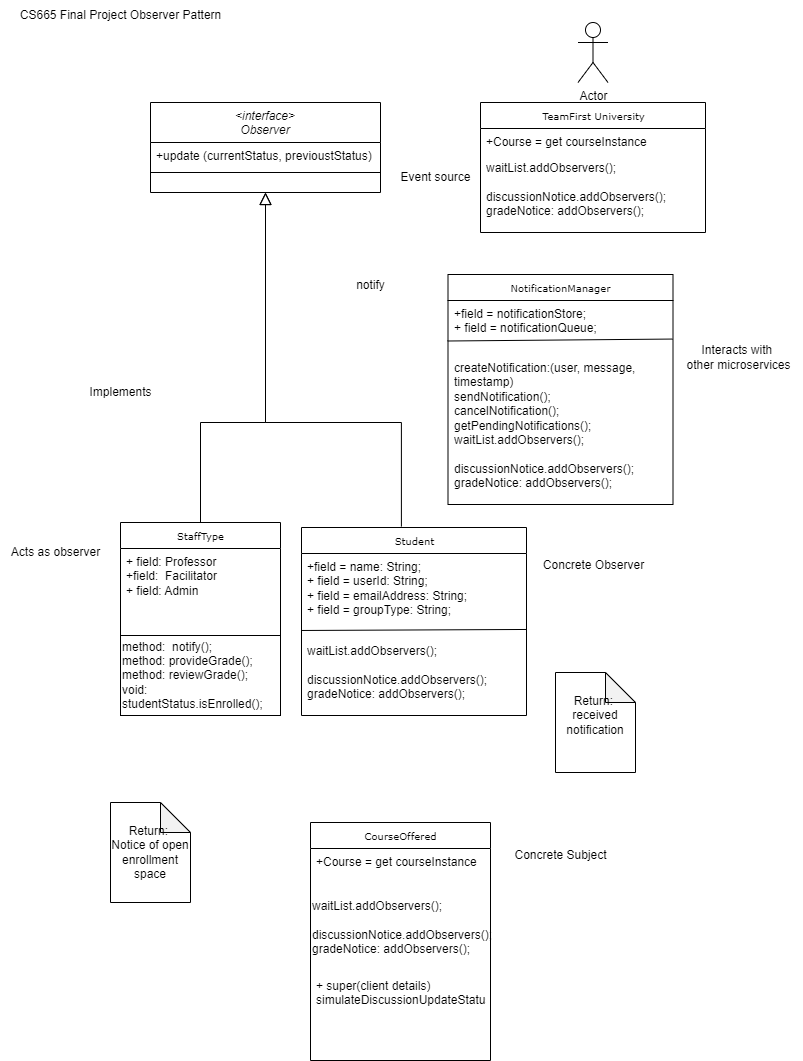 CS665 Final Project Observer Pattern
Actor
<interface>
Observer
+update (currentStatus, previoustStatus)
TeamFirst University
+Course = get courseInstance
waitList.addObservers();
discussionNotice.addObservers();
gradeNotice: addObservers();
Event source
notify
NotificationManager
+field = notificationStore;
+ field = notificationQueue;
createNotification:(user, message,
timestamp)
sendNotification();
cancelNotification();
getPendingNotifications();
waitList.addObservers();
discussionNotice.addObservers();
gradeNotice: addObservers();
Interacts with
other microservices
Implements
Acts as observer
StaffType
+ field: Professor
+field:  Facilitator
+ field: Admin
method:  notify();
method: provideGrade();
method: reviewGrade();
void:
studentStatus.isEnrolled();
Student
+field = name: String;
+ field = userId: String;
+ field = emailAddress: String;
+ field = groupType: String;
waitList.addObservers();
discussionNotice.addObservers();
gradeNotice: addObservers();
Concrete Observer
Return:
received
notification
Return:
Notice of open
enrollment
space
CourseOffered
+Course = get courseInstance
waitList.addObservers();
discussionNotice.addObservers()
gradeNotice: addObservers();
+ super(client details)
simulateDiscussionUpdateStatu
Concrete Subject